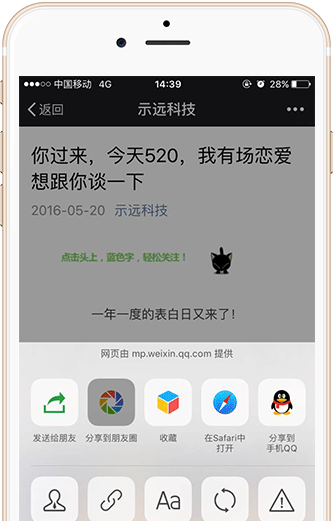 中国移动 4G 14:39 28%
返回 示远科技
你过来，今天520，我有场恋爱
想跟你谈一下
2016-05-20 示远科技
点击头上，蓝色字，轻松关注！
一年一度的表白日又来了！
网页由 mp.weixin.qq.com 提供
发送给朋友 分享到朋友圈 收藏 在Safari中 分享到
打开 手机QQ
Aa